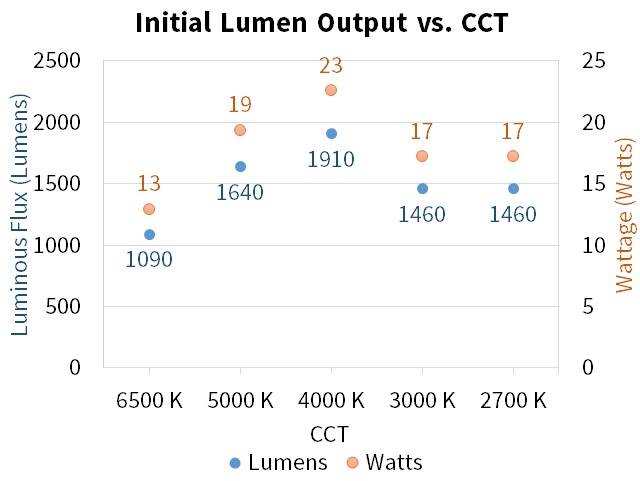 Initial Lumen Output vs. CCT
Luminous Flux (Lumens)
2500
2000
1500
1000
500
0
25
20
15
10
5
0
Wattage (Watts)
13
19
23
17
17
1090
1640
1910
1460
1460
6500 K
5000 K
4000 K
3000 K
2700 K
CCT
Lumens
Watts